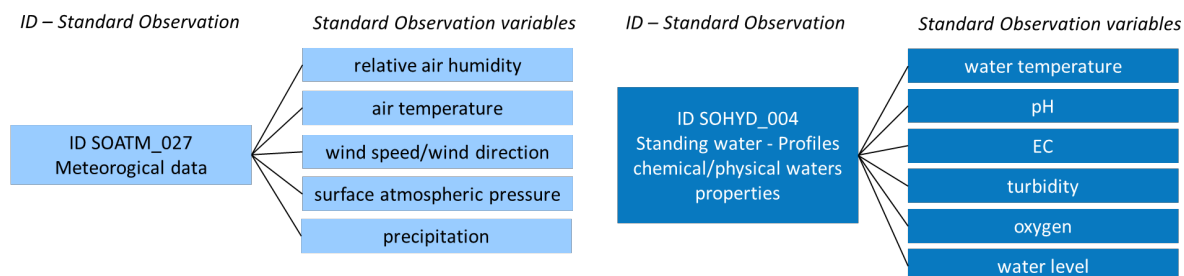 ID – Standard Observation
Standard Observation variables
ID SOATM_027
Meteorogical data
relative air humidity
air temperature
wind speed/wind direction
surface atmospheric pressure
precipitation
ID – Standard Observation
Standard Observation variables
ID SOHYD_004
Standing water - Profiles
chemical/physical waters
properties
water temperature
pH
EC
turbidity
oxygen
water level